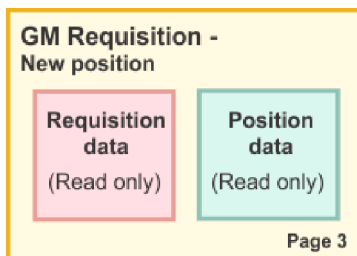 GM Requisition -
New position
Requisition
data
(Read only)
Position
data
(Read only)
Page 3